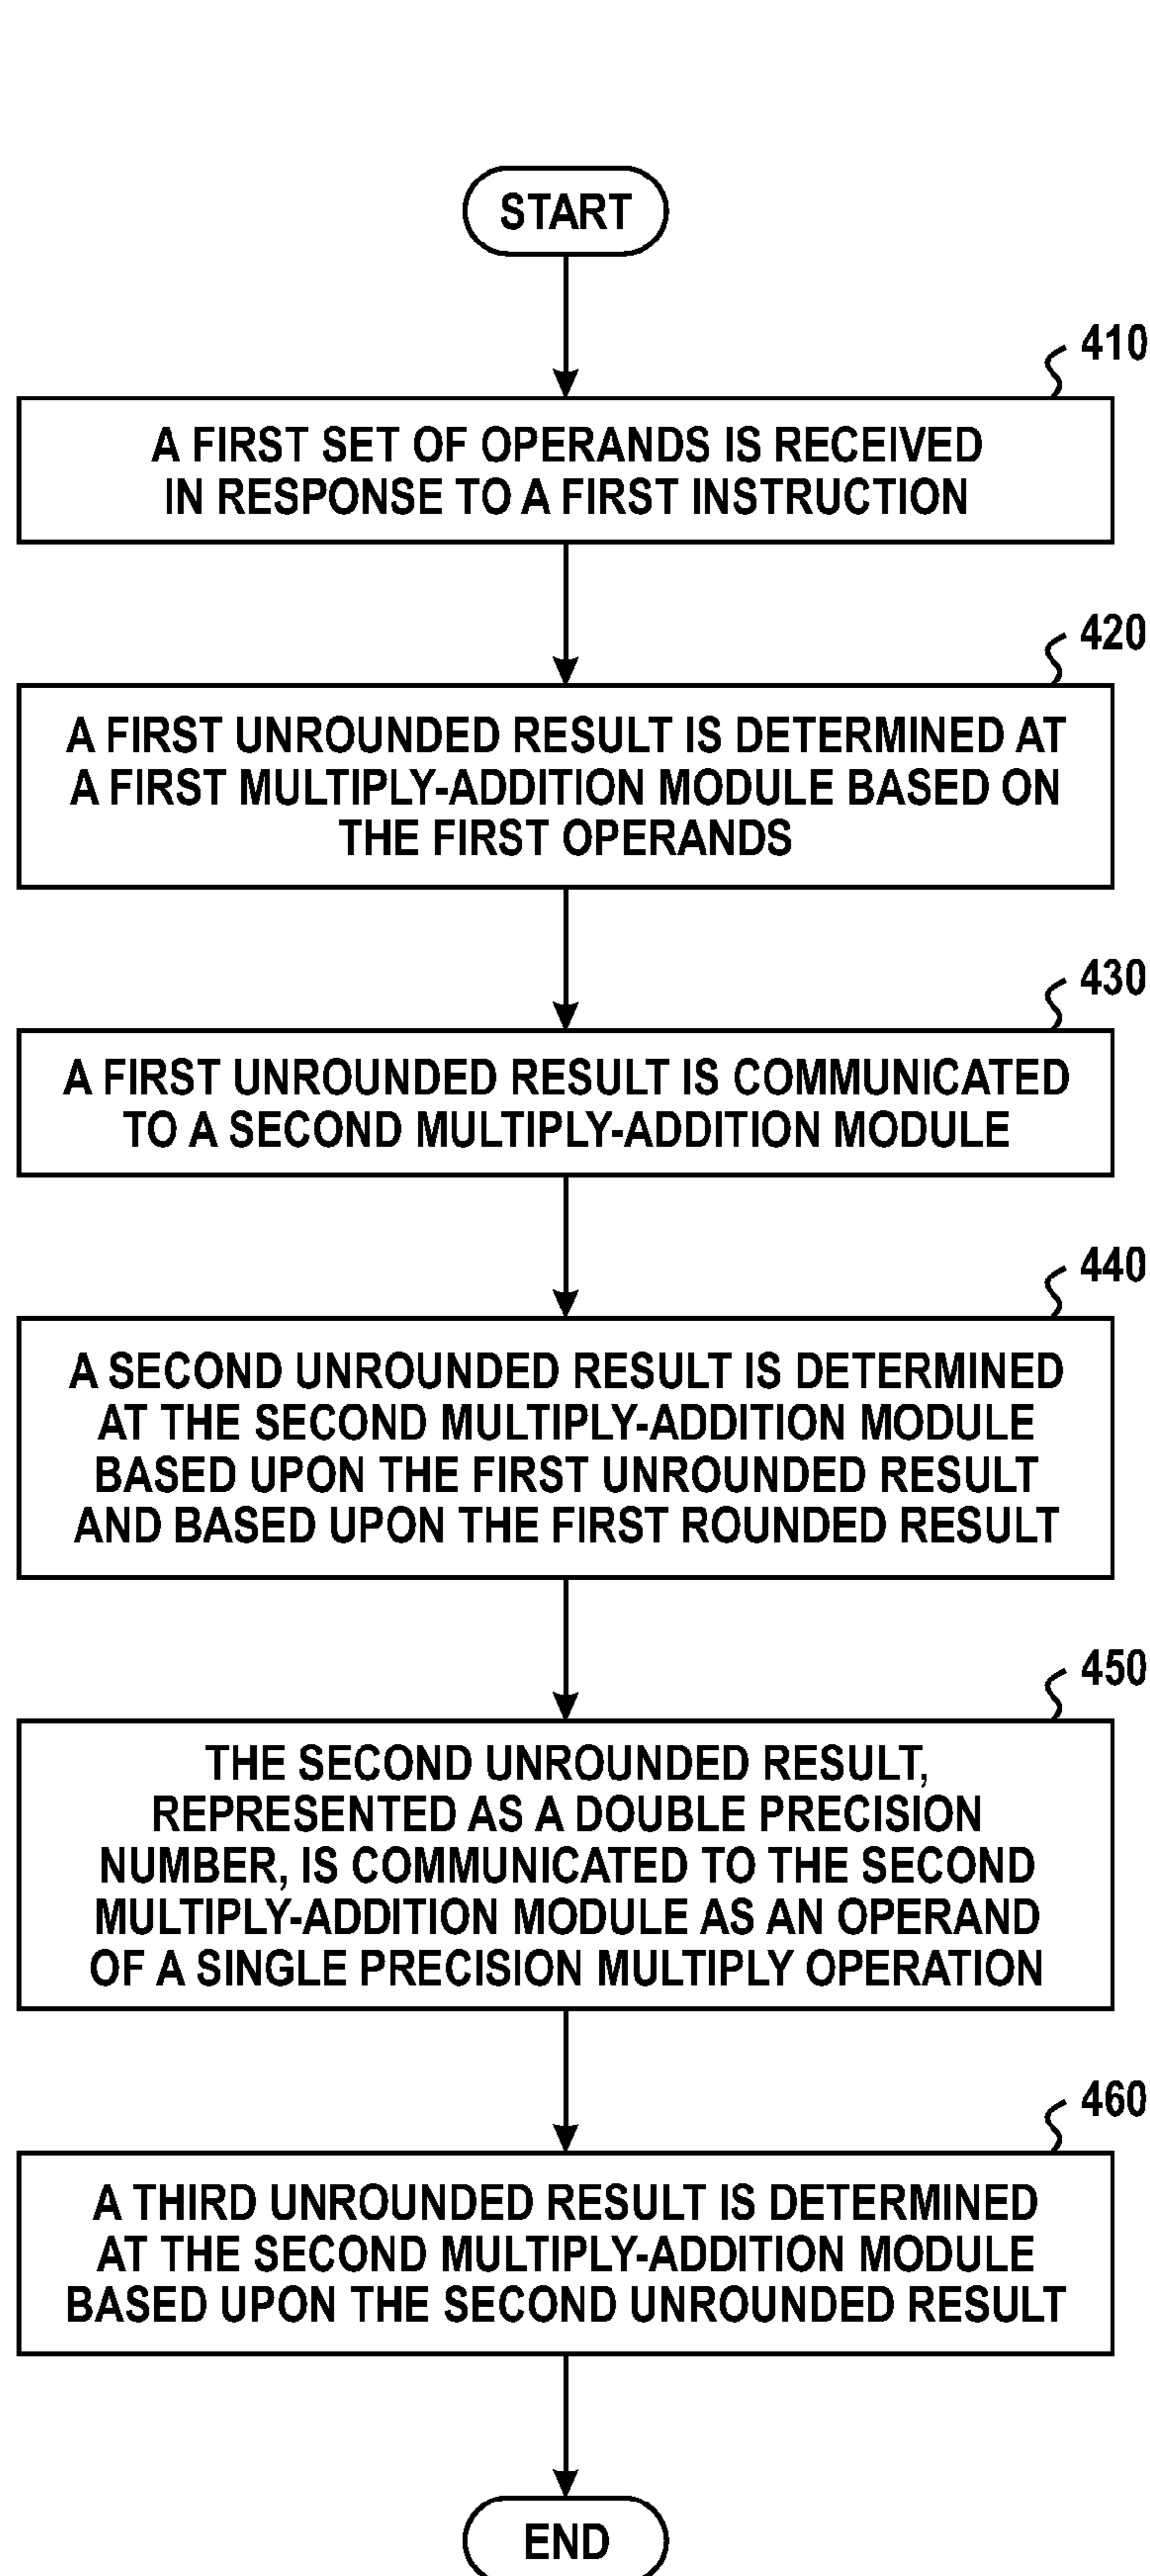 START
410
A FIRST SET OF OPERANDS IS RECEIVED
IN RESPONSE TO A FIRST INSTRUCTION
420
A FIRST UNROUNDED RESULT IS DETERMINED AT
A FIRST MULTIPLY-ADDITION MODULE BASED ON
THE FIRST OPERANDS
430
A FIRST UNROUNDED RESULT IS COMMUNICATED
TO A SECOND MULTIPLY-ADDITION MODULE
440
A SECOND UNROUNDED RESULT IS DETERMINED
AT THE SECOND MULTIPLY-ADDITION MODULE
BASED UPON THE FIRST UNROUNDED RESULT
AND BASED UPON THE FIRST ROUNDED RESULT
450
THE SECOND UNROUNDED RESULT,
REPRESENTED AS A DOUBLE PRECISION
NUMBER, IS COMMUNICATED TO THE SECOND
MULTIPLY-ADDITION MODULE AS AN OPERAND
OF A SINGLE PRECISION MULTIPLY OPERATION
460
A THIRD UNROUNDED RESULT IS DETERMINED
AT THE SECOND MULTIPLY-ADDITION MODULE
BASED UPON THE SECOND UNROUNDED RESULT
END